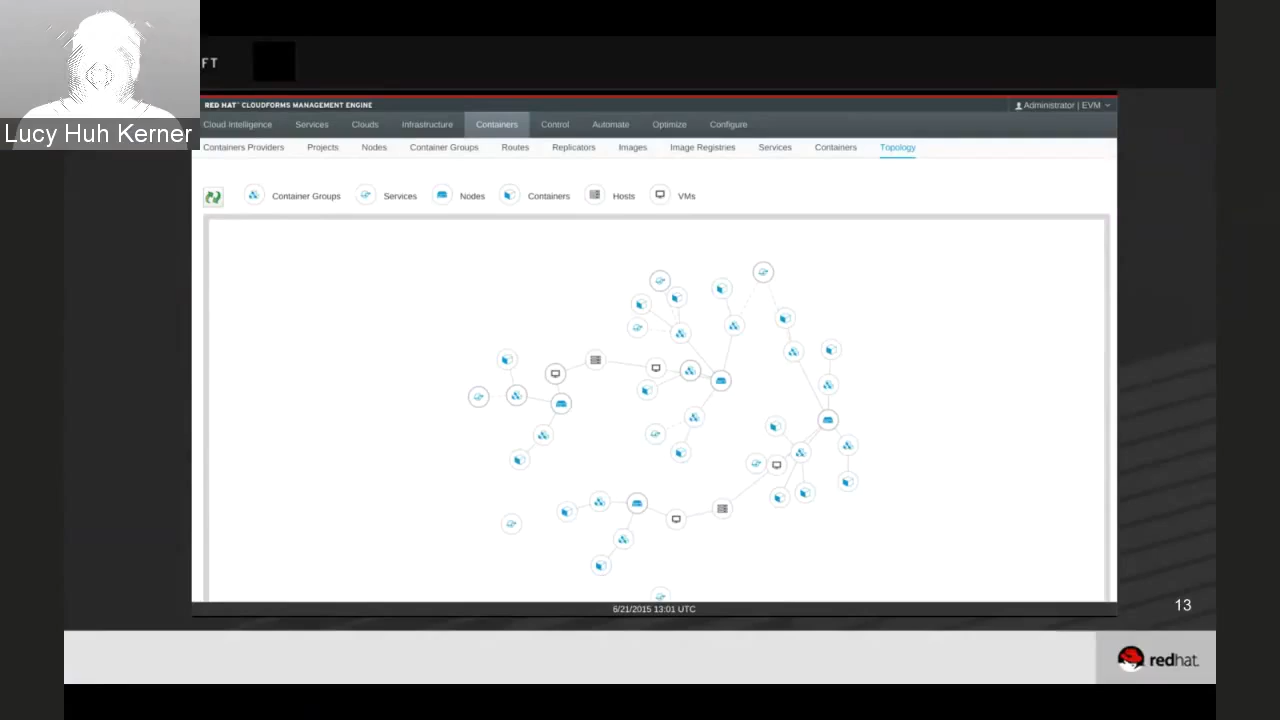 FT
Lucy Huh Kerner
RED HAT CLOUDFORMS MANAGEMENT ENGINE
Administrator | EVM
Cloud Intelligence Services Clouds Infrastructure Containers Control Automate Optimize Configure
Containers Providers Projects Nodes Container Groups Routes Replicators Images Image Registries Services Containers Topology
Container Groups Services Nodes Containers Hosts VMs
6/21/2015 13:01 UTC
13
redhat.